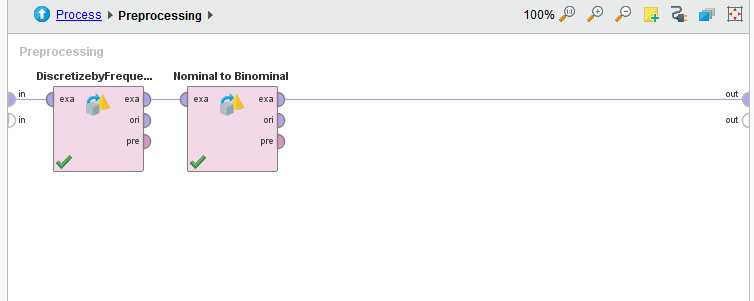 Process Preprocessing 100%
Preprocessing
DiscretizebyFreque... Nominal to Binominal
in exa exa exa exa out
in ori ori out
pre pre